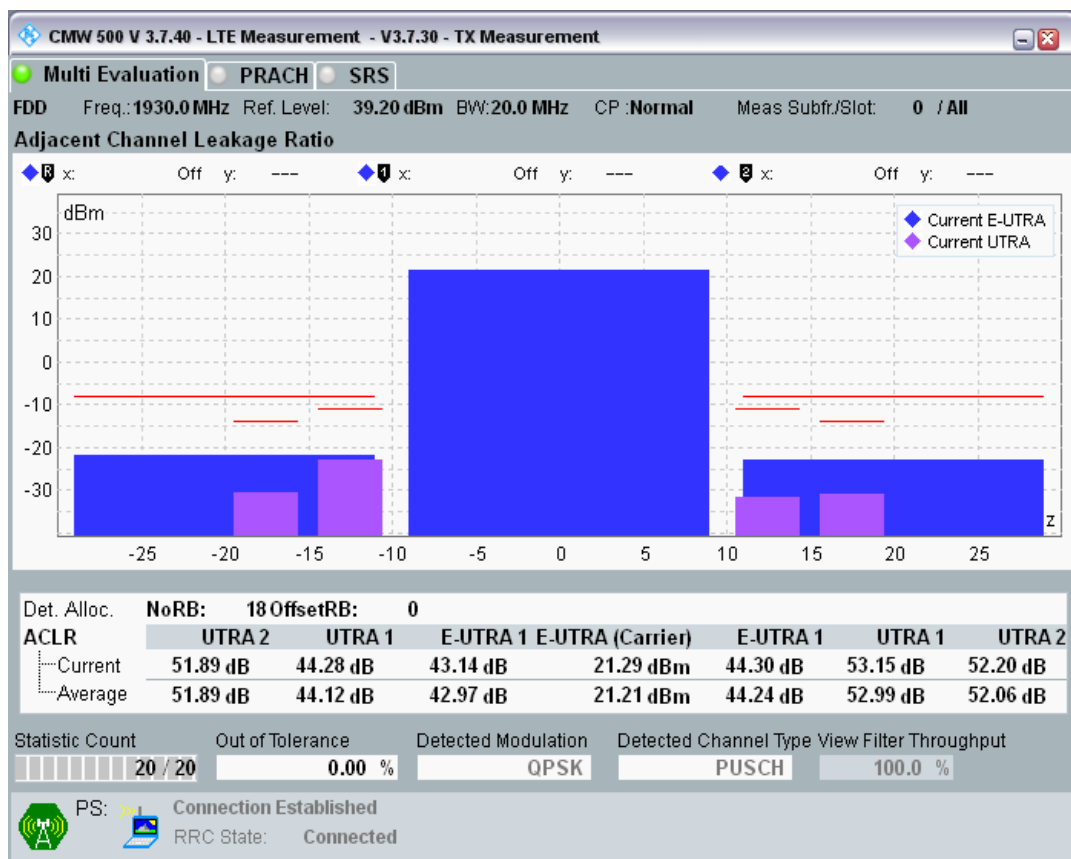 CMW 500 V 3.7.40 - LTE Measurement - V3.7.30 - TX Measurement
Multi Evaluation PRACH SRS
FDD Freq.: 1930.0 MHz Ref. Level: 39.20 dBm BW: 20.0 MHz CP : Normal Meas Subfr./Slot: 0 / All
Adjacent Channel Leakage Ratio
R x: Off y: --- 1 x: Off y: --- 2 x: Off y: ---
dBm
Current E-UTRA
Current UTRA
30
20
10
0
-10
-20
-30
z
-25 -20 -15 -10 -5 0 5 10 15 20 25
Det. Alloc. NoRB: 18 OffsetRB: 0
ACLR UTRA 2 UTRA 1 E-UTRA 1 E-UTRA (Carrier) E-UTRA 1 UTRA 1 UTRA 2
Current 51.89 dB 44.28 dB 43.14 dB 21.29 dBm 44.30 dB 53.15 dB 52.20 dB
Average 51.89 dB 44.12 dB 42.97 dB 21.21 dBm 44.24 dB 52.99 dB 52.06 dB
Statistic Count Out of Tolerance Detected Modulation Detected Channel Type View Filter Throughput
20 / 20 0.00 % QPSK PUSCH 100.0 %
PS: Connection Established
RRC State: Connected